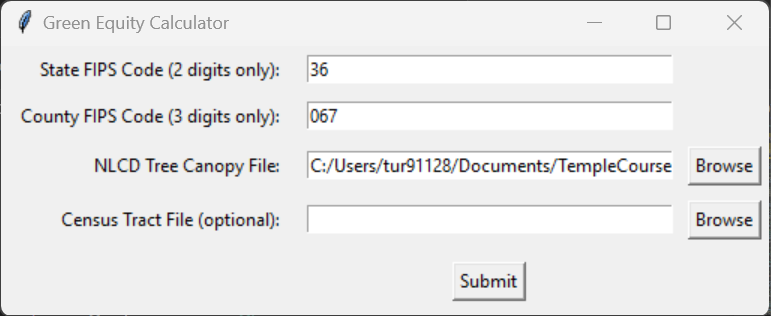 Green Equity Calculator
State FIPS Code (2 digits only): 36
County FIPS Code (3 digits only): 067
NLCD Tree Canopy File: C:/Users/tur91128/Documents/TempleCourse Browse
Census Tract File (optional): Browse
Submit